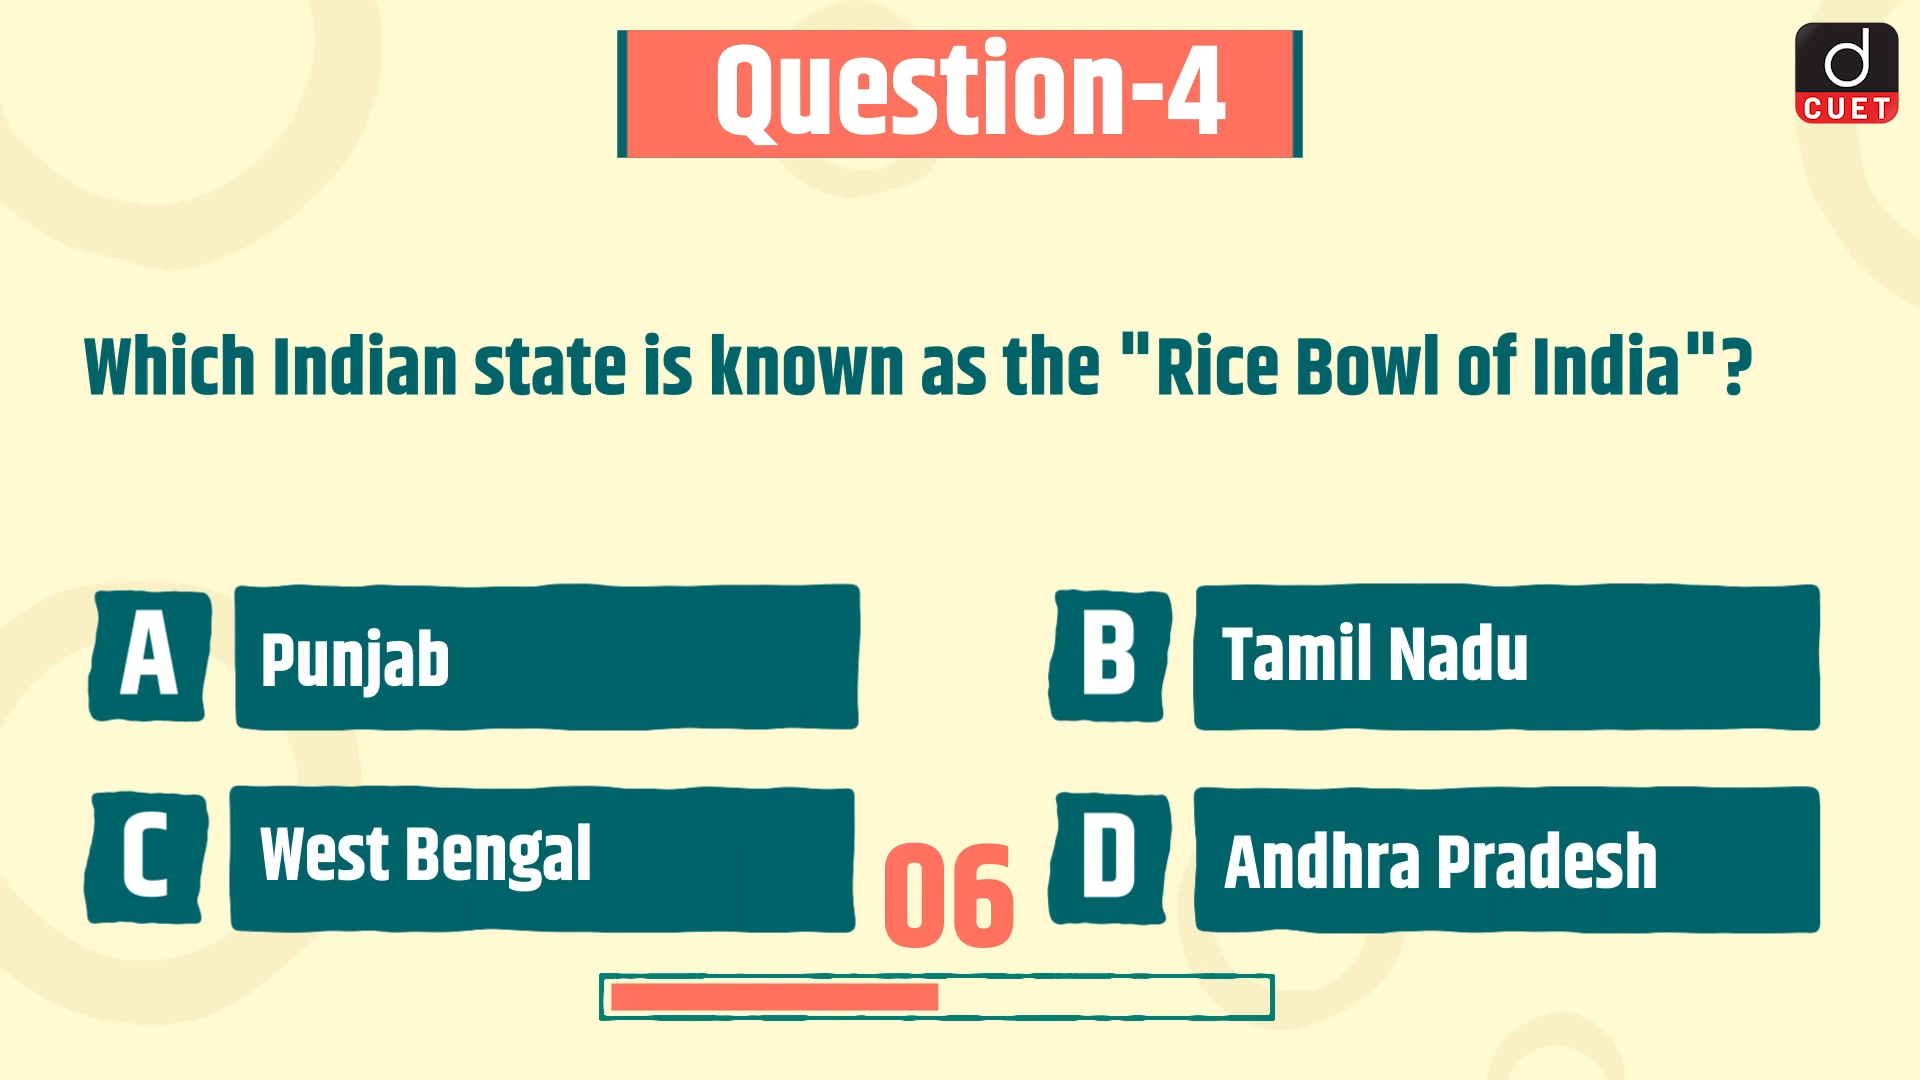 Question-4
d
CUET
Which Indian state is known as the "Rice Bowl of India"?
A
Punjab
B
Tamil Nadu
C
West Bengal
06
D
Andhra Pradesh